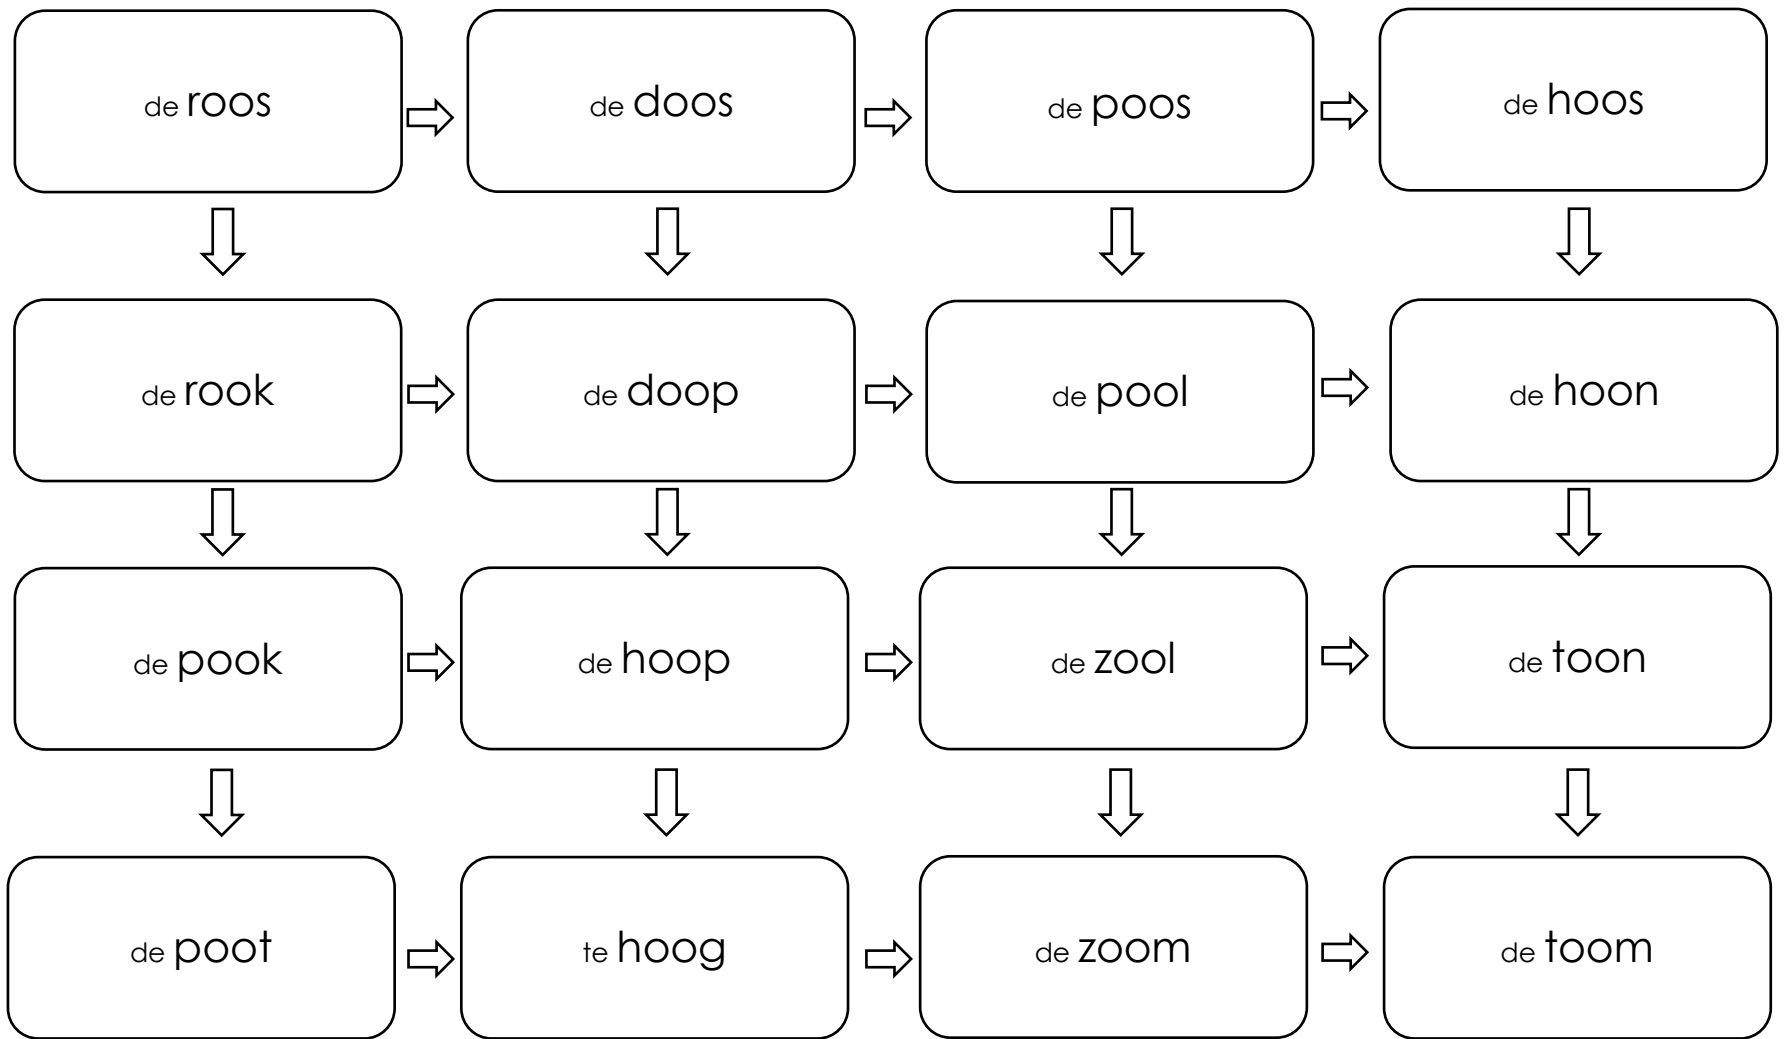 de roos
de doos
de poos
de hoos
de rook
de doop
de pool
de hoon
de pook
de hoop
de zool
de toon
de poot
te hoog
de zoom
de toom